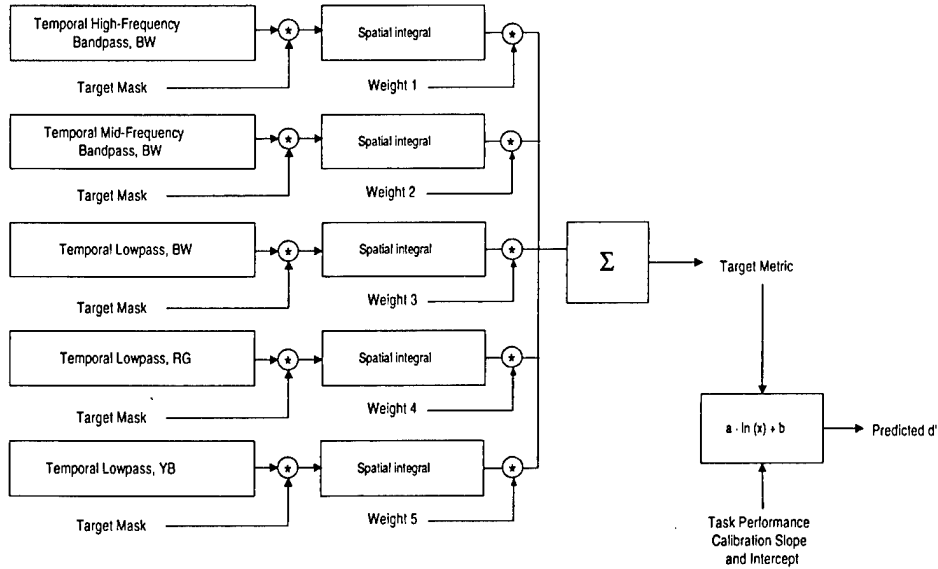 Temporal High-Frequency
Bandpass, BW
*
Spatial integral
*
Target Mask
Weight 1
Temporal Mid-Frequency
Bandpass, BW
*
Spatial integral
*
Target Mask
Weight 2
Temporal Lowpass, BW
*
Spatial integral
*
Target Mask
Weight 3
Σ
Target Metric
Temporal Lowpass, RG
*
Spatial integral
*
Target Mask
Weight 4
a · ln (x) + b
Predicted d'
Temporal Lowpass, YB
*
Spatial integral
*
Target Mask
Weight 5
Task Performance
Calibration Slope
and Intercept